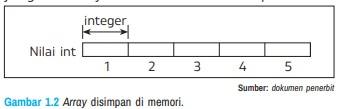 integer
Nilai int
1 2 3 4 5
Sumber: dokumen penerbit
Gambar 1.2 Array disimpan di memori.